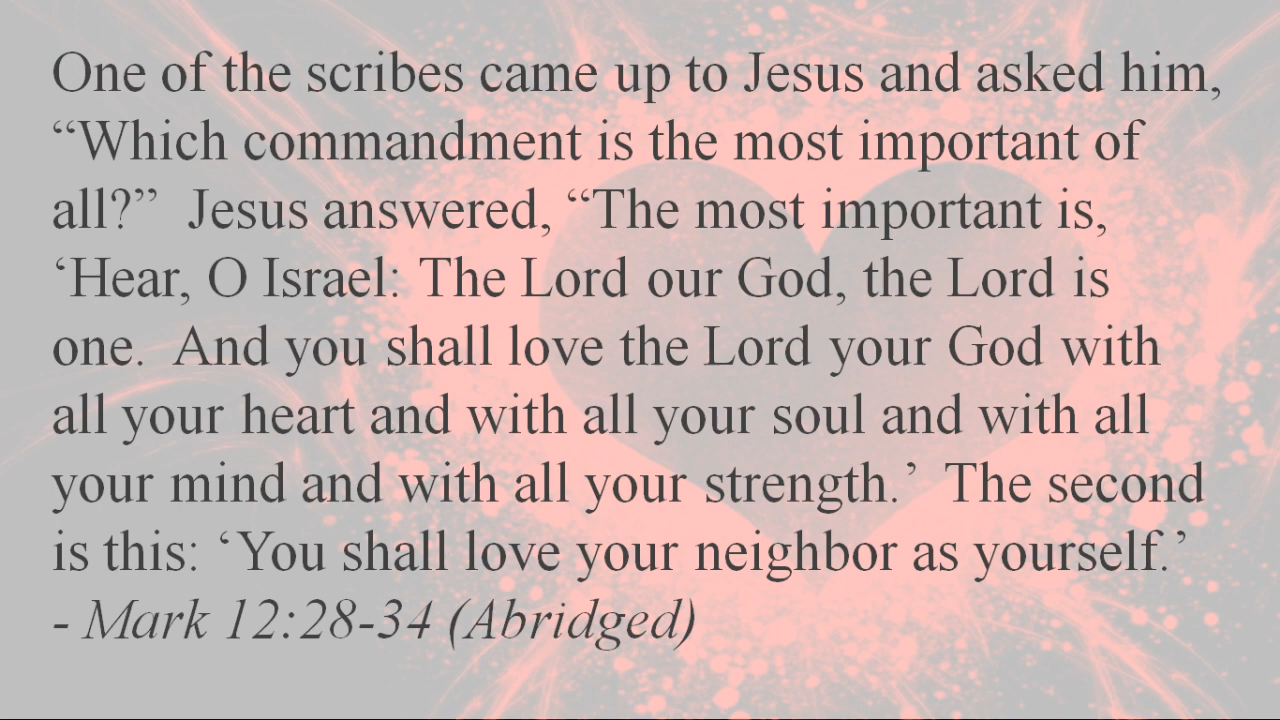 One of the scribes came up to Jesus and asked him,
“Which commandment is the most important of
all?”  Jesus answered, “The most important is,
‘Hear, O Israel: The Lord our God, the Lord is
one.  And you shall love the Lord your God with
all your heart and with all your soul and with all
your mind and with all your strength.’  The second
is this: ‘You shall love your neighbor as yourself.’
- Mark 12:28-34 (Abridged)